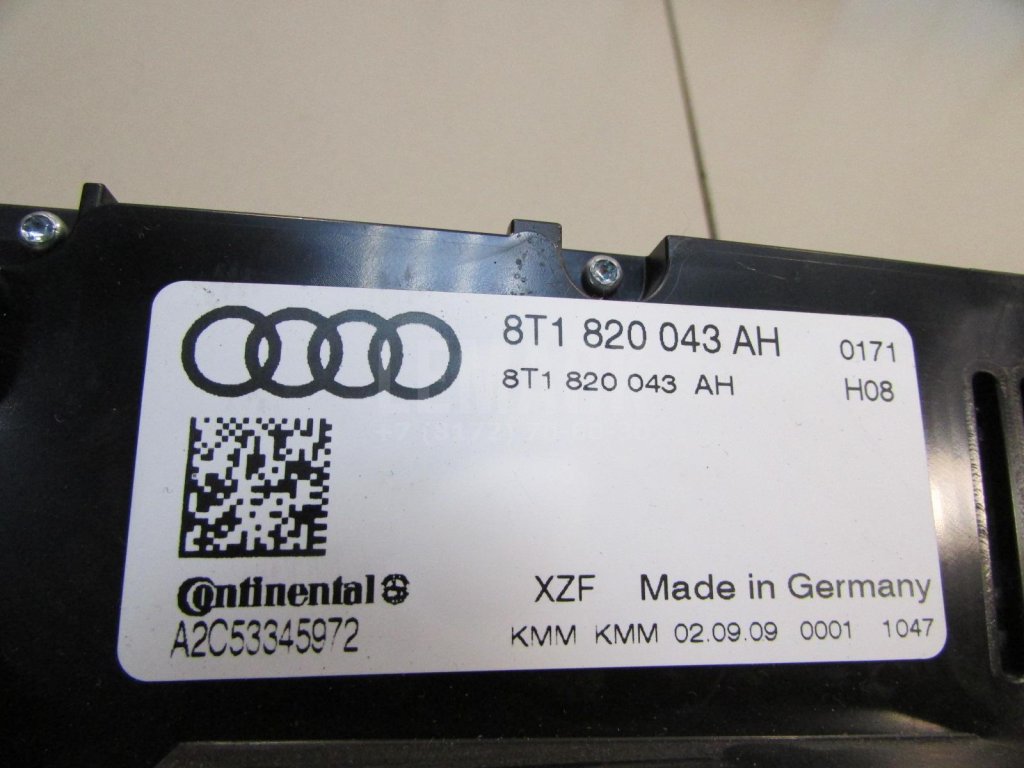 8T1 820 043 AH 0171
8T1 820 043 AH H08
Continental
XZF Made in Germany
A2C53345972
KMM KMM 02.09.09 0001 1047